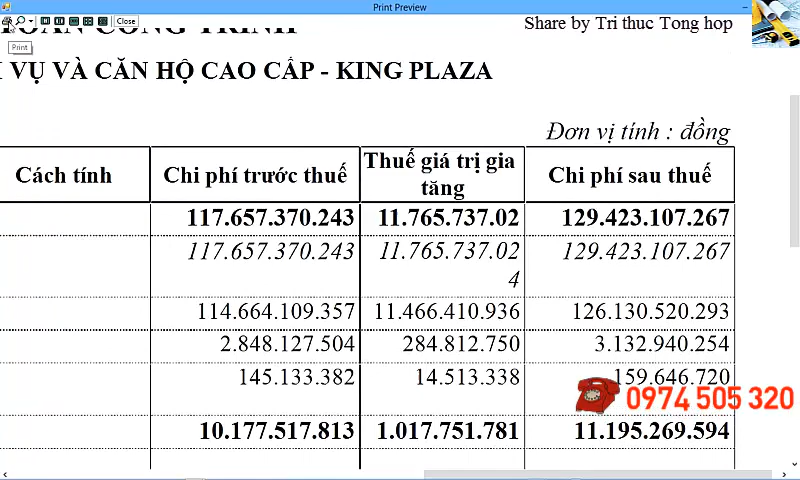 Print Preview
Close
Print
TOÁN CÔNG TRÌNH
Share by Tri thuc Tong hop
VỤ VÀ CĂN HỘ CAO CẤP - KING PLAZA
Đơn vị tính : đồng
Cách tính
Chi phí trước thuế
Thuế giá trị gia
tăng
Chi phí sau thuế
117.657.370.243 11.765.737.02 129.423.107.267
117.657.370.243 11.765.737.02 129.423.107.267
4
114.664.109.357 11.466.410.936 126.130.520.293
2.848.127.504 284.812.750 3.132.940.254
145.133.382 14.513.338 159.646.720
0974 505 320
10.177.517.813 1.017.751.781 11.195.269.594